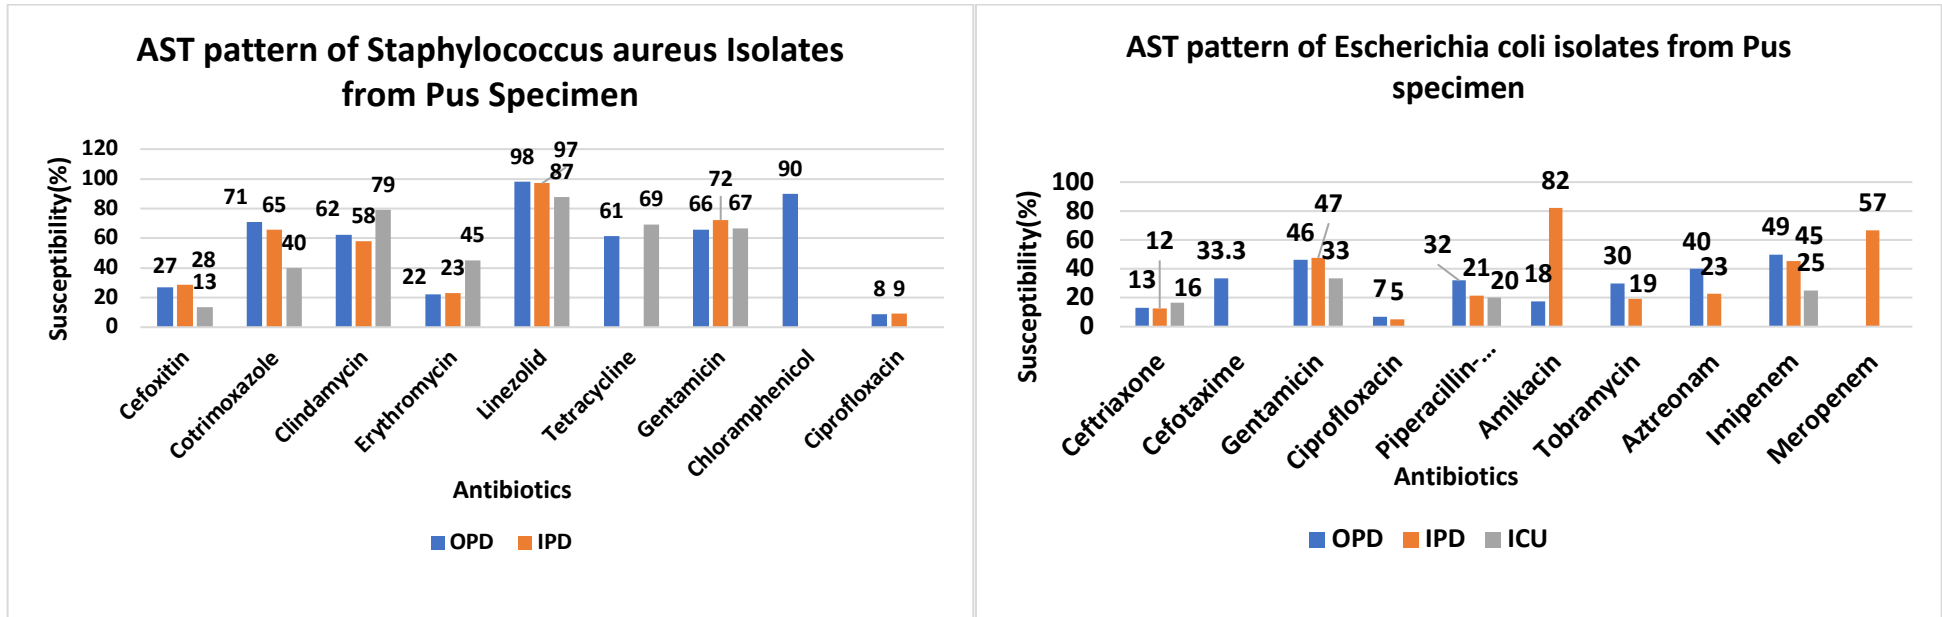 AST pattern of Staphylococcus aureus Isolates
from Pus Specimen
Susceptibility(%)
120
100
80
60
40
20
0
27 28 13
71 65 40
62 58 79
22 23 45
98 97 87
61 69
66 72 67
90
8 9
Cefoxitin
Cotrimoxazole
Clindamycin
Erythromycin
Linezolid
Tetracycline
Gentamicin
Chloramphenicol
Ciprofloxacin
Antibiotics
OPD IPD
AST pattern of Escherichia coli isolates from Pus
specimen
Susceptibility(%)
100
80
60
40
20
0
13 12 16
33.3
46 47 33
7 5
32 21 20
18 82
30 19
40 23
49 45 25
57
Ceftriaxone
Cefotaxime
Gentamicin
Ciprofloxacin
Piperacillin-...
Amikacin
Tobramycin
Aztreonam
Imipenem
Meropenem
Antibiotics
OPD IPD ICU